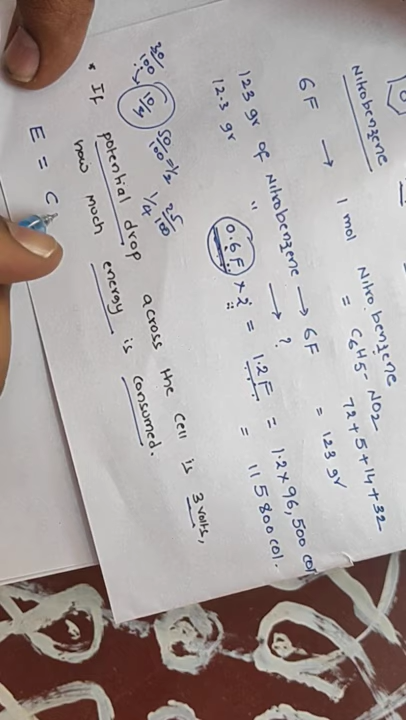 Nitrobenzene
6F → 1 mol Nitro benzene
= C6H5-NO2
72+5+14+32
= 123 gr
123 gr of Nitrobenzene → 6F
12.3 gr " → ?
0.6F × 2 = 1.2F = 1.2 × 96,500 col
= 115800 col.
30/100
10/4
50/100 = 1/2
1/4 25/100
* If potential drop across the cell is 3 volts,
how much energy is consumed.
E = C